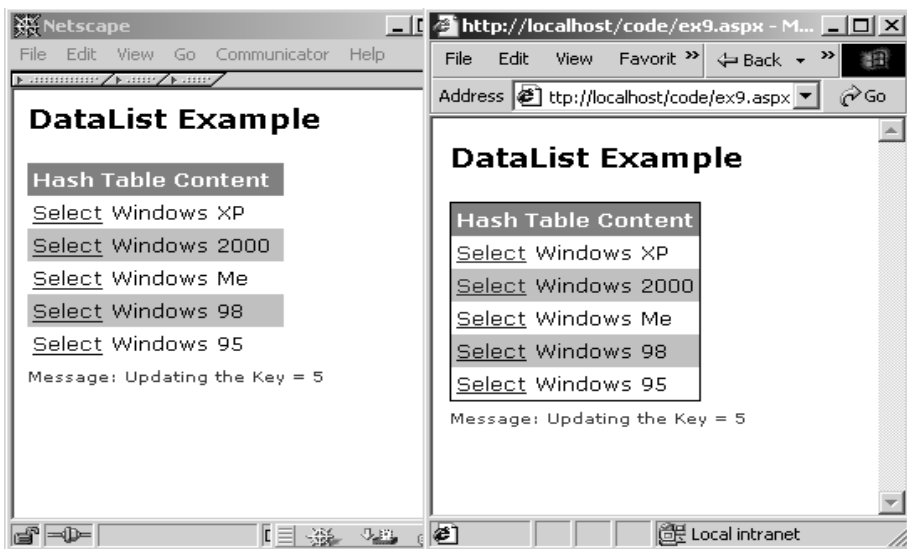 Netscape
File Edit View Go Communicator Help
DataList Example
Hash Table Content
Select Windows XP
Select Windows 2000
Select Windows Me
Select Windows 98
Select Windows 95
Message: Updating the Key = 5
http://localhost/code/ex9.aspx - M...
File Edit View Favorit » Back »
Address ttp://localhost/code/ex9.aspx Go
DataList Example
Hash Table Content
Select Windows XP
Select Windows 2000
Select Windows Me
Select Windows 98
Select Windows 95
Message: Updating the Key = 5
Local intranet